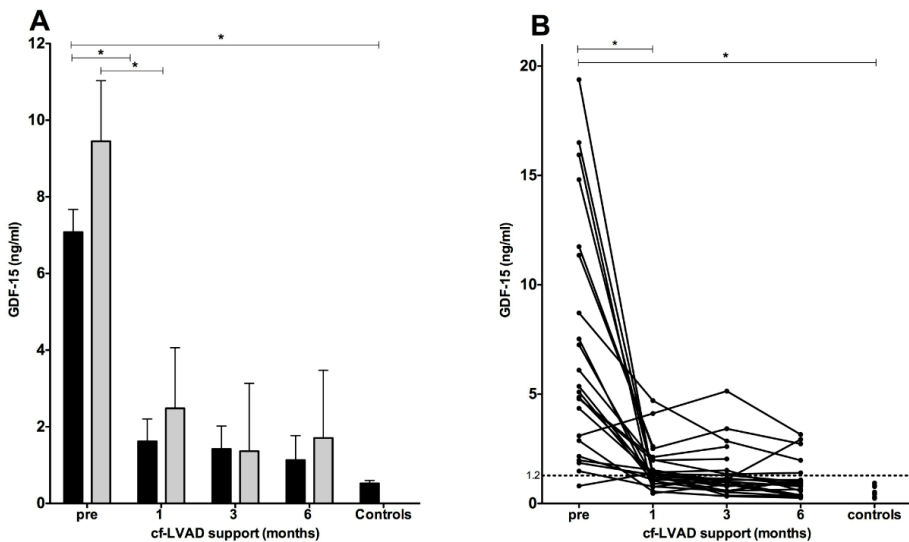 A
*
*
*
12
10
8
6
4
2
0
GDF-15 (ng/ml)
pre
1
3
6
Controls
cf-LVAD support (months)
B
*
*
20
15
10
5
1.2
0
GDF-15 (ng/ml)
pre
1
3
6
controls
cf-LVAD support (months)